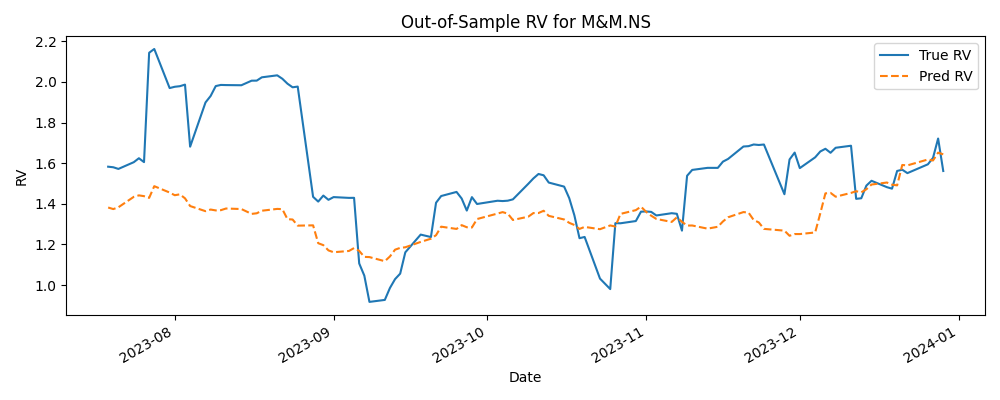 Out-of-Sample RV for M&M.NS
True RV
Pred RV
RV
2.2
2.0
1.8
1.6
1.4
1.2
1.0
2023-08
2023-09
2023-10
2023-11
2023-12
2024-01
Date